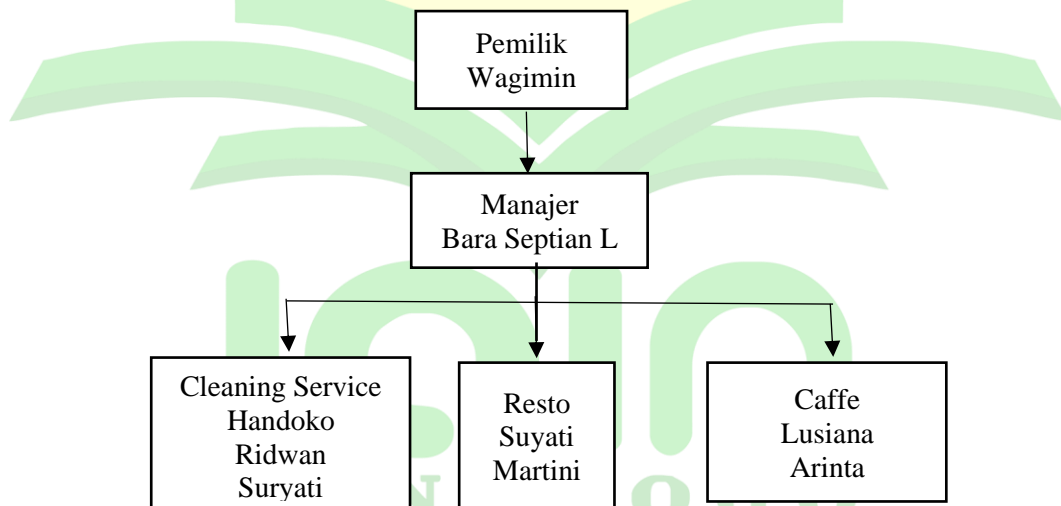 Pemilik
Wagimin
Manajer
Bara Septian L
Cleaning Service
Handoko
Ridwan
Suryati
Resto
Suyati
Martini
Caffe
Lusiana
Arinta